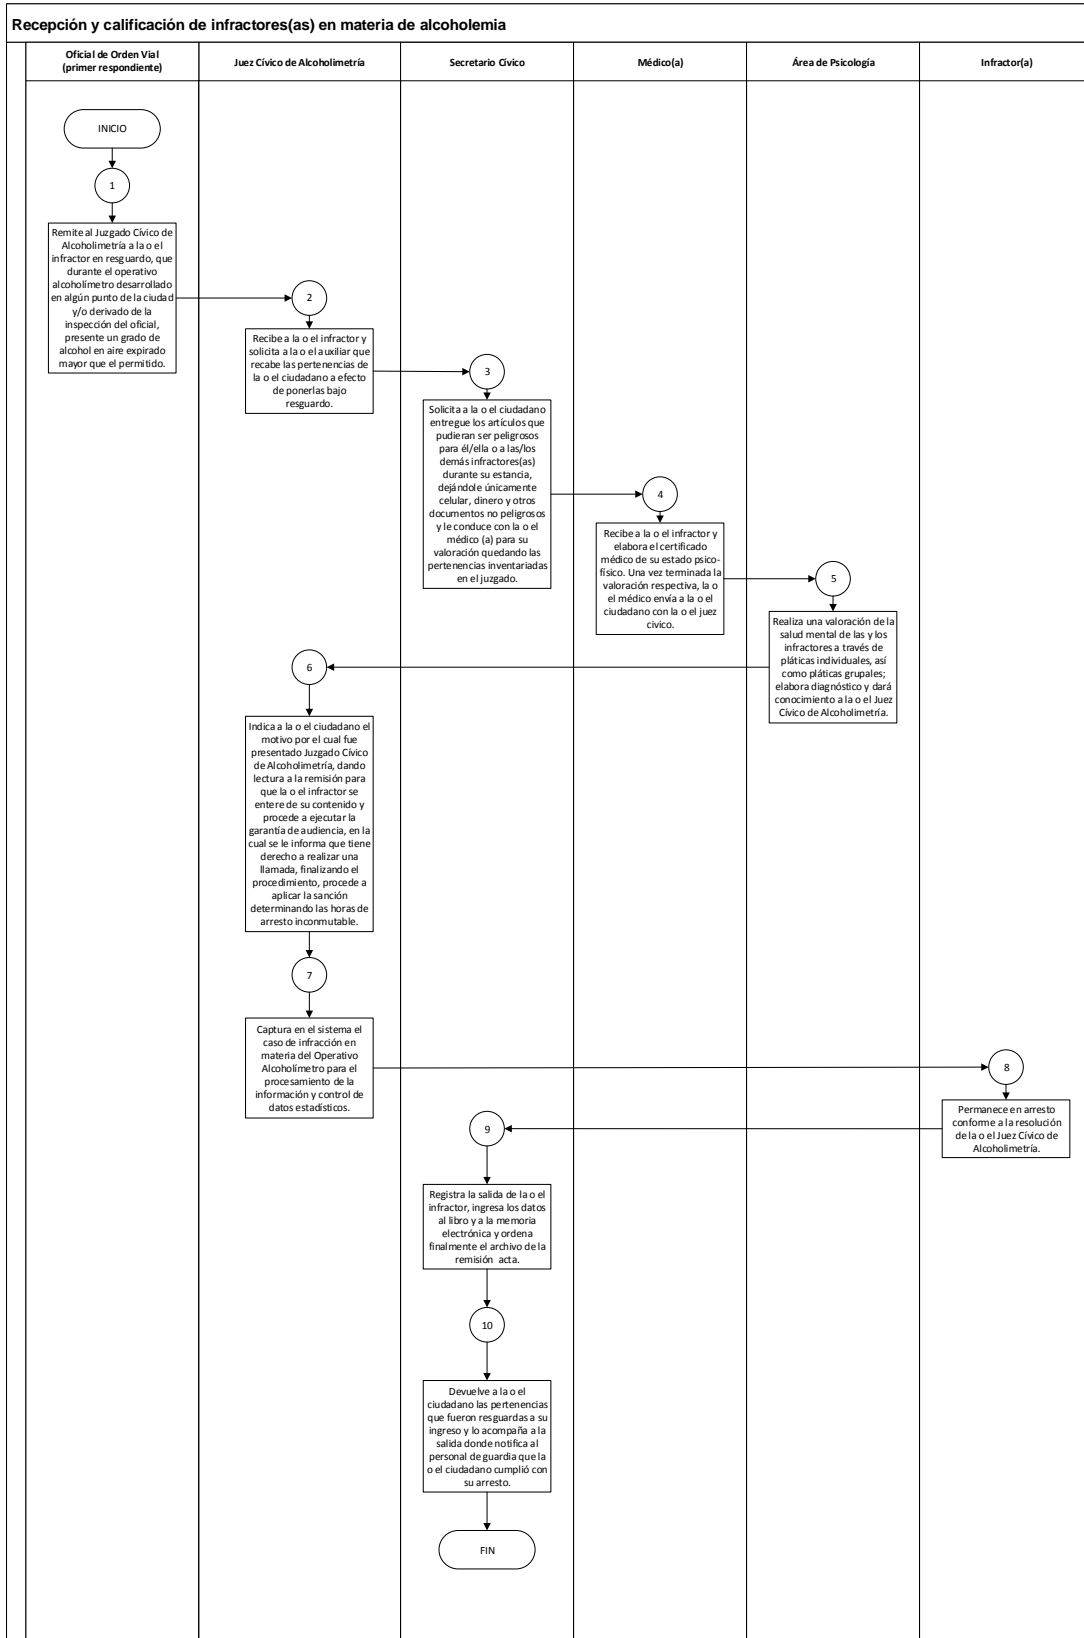 Recepción y calificación de infractores(as) en materia de alcoholemia
Oficial de Orden Vial
(primer respondiente)
Juez Cívico de Alcoholimetría
Secretario Cívico
Médico(a)
Área de Psicología
Infractor(a)
INICIO
1
Remite al Juzgado Cívico de
Alcoholimetría a la o el
infractor en resguardo, que
durante el operativo
alcoholímetro desarrollado
en algún punto de la ciudad
y/o derivado de la
inspección del oficial,
presente un grado de
alcohol en aire expirado
mayor que el permitido.
2
Recibe a la o el infractor y
solicita a la o el auxiliar que
recabe las pertenencias de
la o el ciudadano a efecto
de ponerlas bajo
resguardo.
3
Solicita a la o el ciudadano
entregue los artículos que
pudieran ser peligrosos
para él/ella o a las/los
demás infractores(as)
durante su estancia,
dejándole únicamente
celular, dinero y otros
documentos no peligrosos
y le conduce con la o el
médico (a) para su
valoración quedando las
pertenencias inventariadas
en el juzgado.
4
Recibe a la o el infractor y
elabora el certificado
médico de su estado psico-
físico. Una vez terminada la
valoración respectiva, la o
el médico envía a la o el
ciudadano con la o el juez
civico.
5
Realiza una valoración de la
salud mental de las y los
infractores a través de
pláticas individuales, así
como pláticas grupales;
elabora diagnóstico y dará
conocimiento a la o el Juez
Cívico de Alcoholimetría.
6
Indica a la o el ciudadano el
motivo por el cual fue
presentado Juzgado Cívico
de Alcoholimetría, dando
lectura a la remisión para
que la o el infractor se
entere de su contenido y
procede a ejecutar la
garantía de audiencia, en la
cual se le informa que tiene
derecho a realizar una
llamada, finalizando el
procedimiento, procede a
aplicar la sanción
determinando las horas de
arresto inconmutable.
7
Captura en el sistema el
caso de infracción en
materia del Operativo
Alcoholímetro para el
procesamiento de la
información y control de
datos estadísticos.
8
Permanece en arresto
conforme a la resolución
de la o el Juez Cívico de
Alcoholimetría.
9
Registra la salida de la o el
infractor, ingresa los datos
al libro y a la memoria
electrónica y ordena
finalmente el archivo de la
remisión acta.
10
Devuelve a la o el
ciudadano las pertenencias
que fueron resguardas a su
ingreso y lo acompaña a la
salida donde notifica al
personal de guardia que la
o el ciudadano cumplió con
su arresto.
FIN